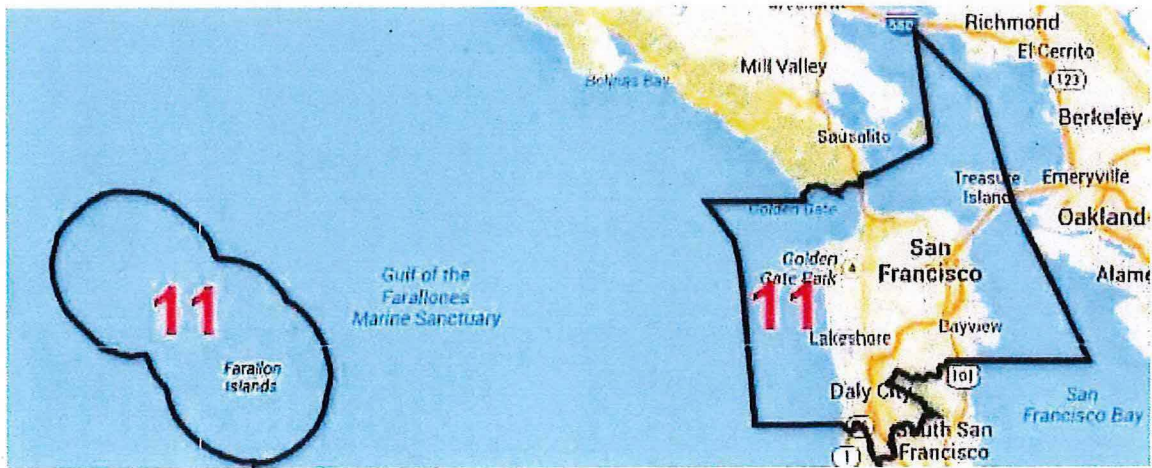 580
Richmond
El Cerrito
Mill Valley
123
Bolinas Bay
Berkeley
Sausalito
Treasure
Island
Emeryville
Golden Gate
Oakland
San
Francisco
Golden
Gate Park
Gulf of the
Farallones
Marine Sanctuary
11
11
Bayview
Lakeshore
Farallon
Islands
101
Daly City
San
Francisco Bay
South San
Francisco
1